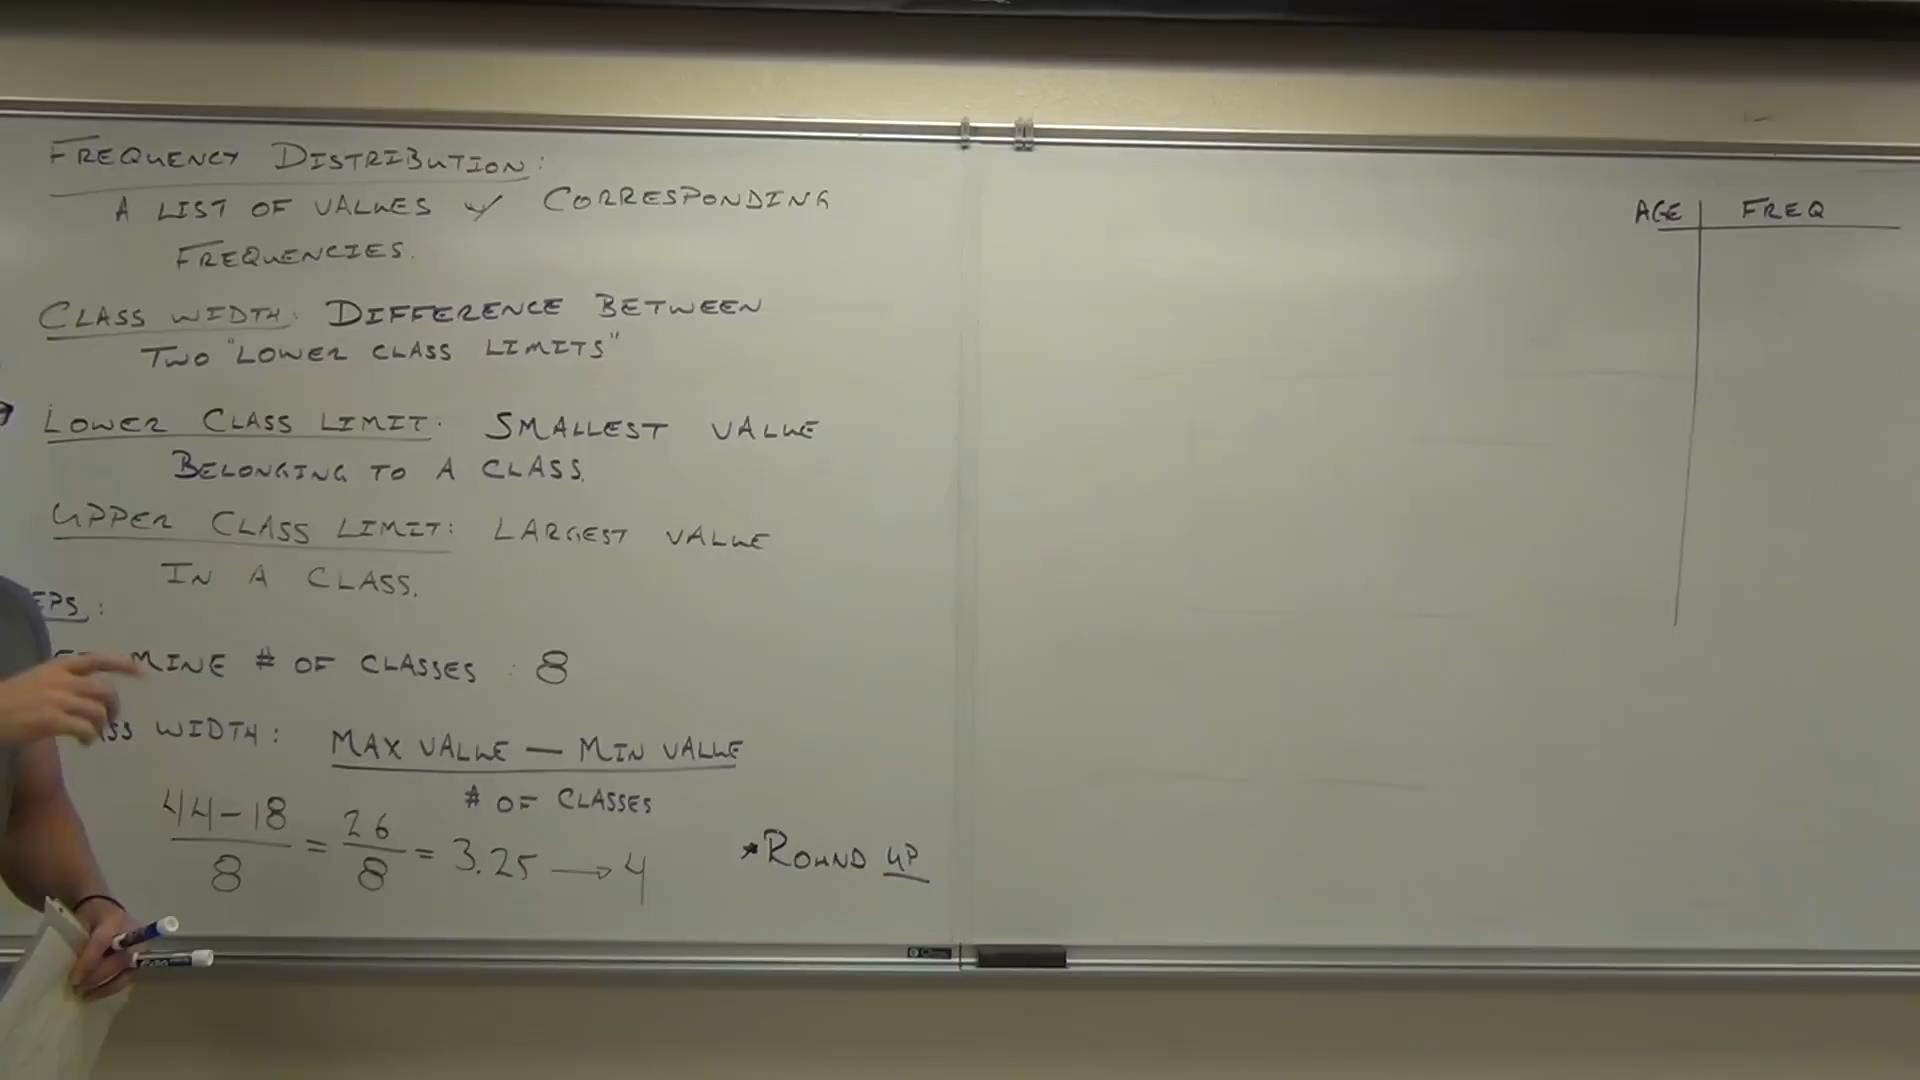 FREQUENCY DISTRIBUTION:
A LIST OF VALUES W/ CORRESPONDING
FREQUENCIES.
CLASS WIDTH: DIFFERENCE BETWEEN
TWO "LOWER CLASS LIMITS"
LOWER CLASS LIMIT: SMALLEST VALUE
BELONGING TO A CLASS.
UPPER CLASS LIMIT: LARGEST VALUE
IN A CLASS.
EPS:
MINE # OF CLASSES : 8
SS WIDTH: MAX VALUE — MIN VALUE
# OF CLASSES
44-18 / 8 = 26 / 8 = 3.25 → 4
*ROUND UP
AGE | FREQ